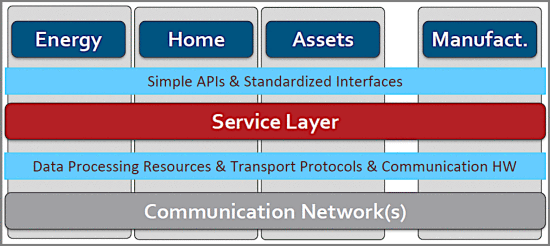 Energy
Home
Assets
Manufact.
Simple APIs & Standardized Interfaces
Service Layer
Data Processing Resources & Transport Protocols & Communication HW
Communication Network(s)